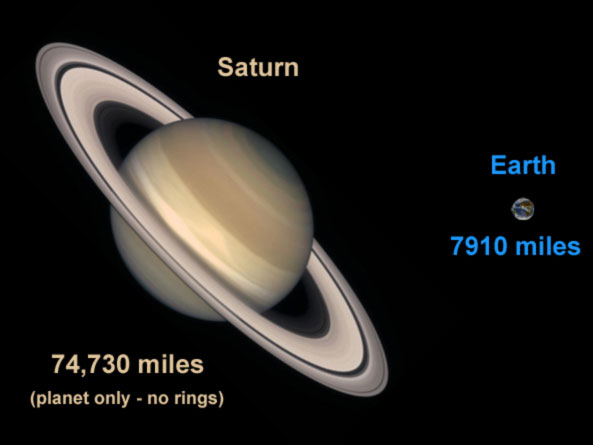 Saturn
Earth
7910 miles
74,730 miles
(planet only - no rings)